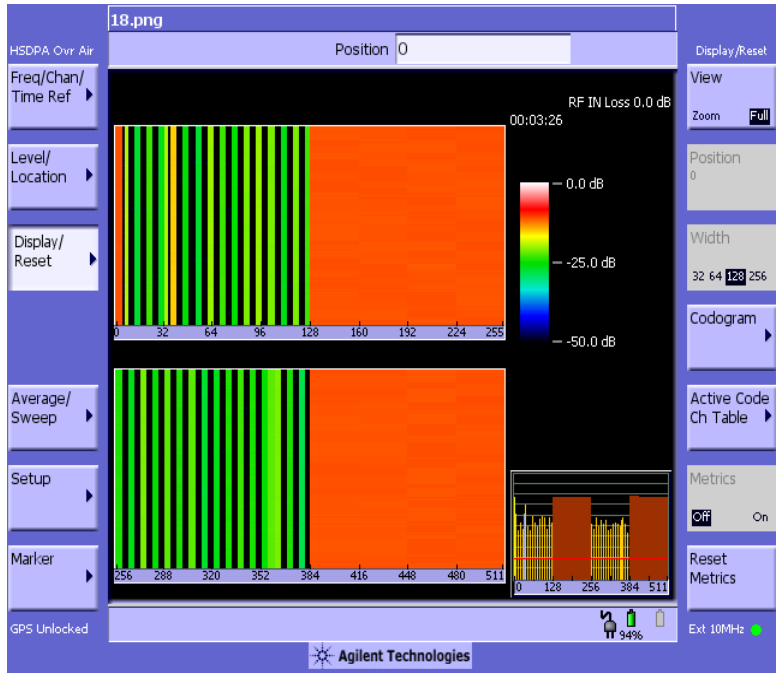 18.png
HSDPA Ovr Air
Position 0
Display/Reset
Freq/Chan/
Time Ref
Level/
Location
Display/
Reset
Average/
Sweep
Setup
Marker
GPS Unlocked
RF IN Loss 0.0 dB
00:03:26
0.0 dB
-25.0 dB
-50.0 dB
0 32 64 96 128 160 192 224 255
256 288 320 352 384 416 448 480 511
0 128 256 384 511
94%
View
Zoom Full
Position
0
Width
32 64 128 256
Codogram
Active Code
Ch Table
Metrics
Off On
Reset
Metrics
Ext 10MHz
Agilent Technologies